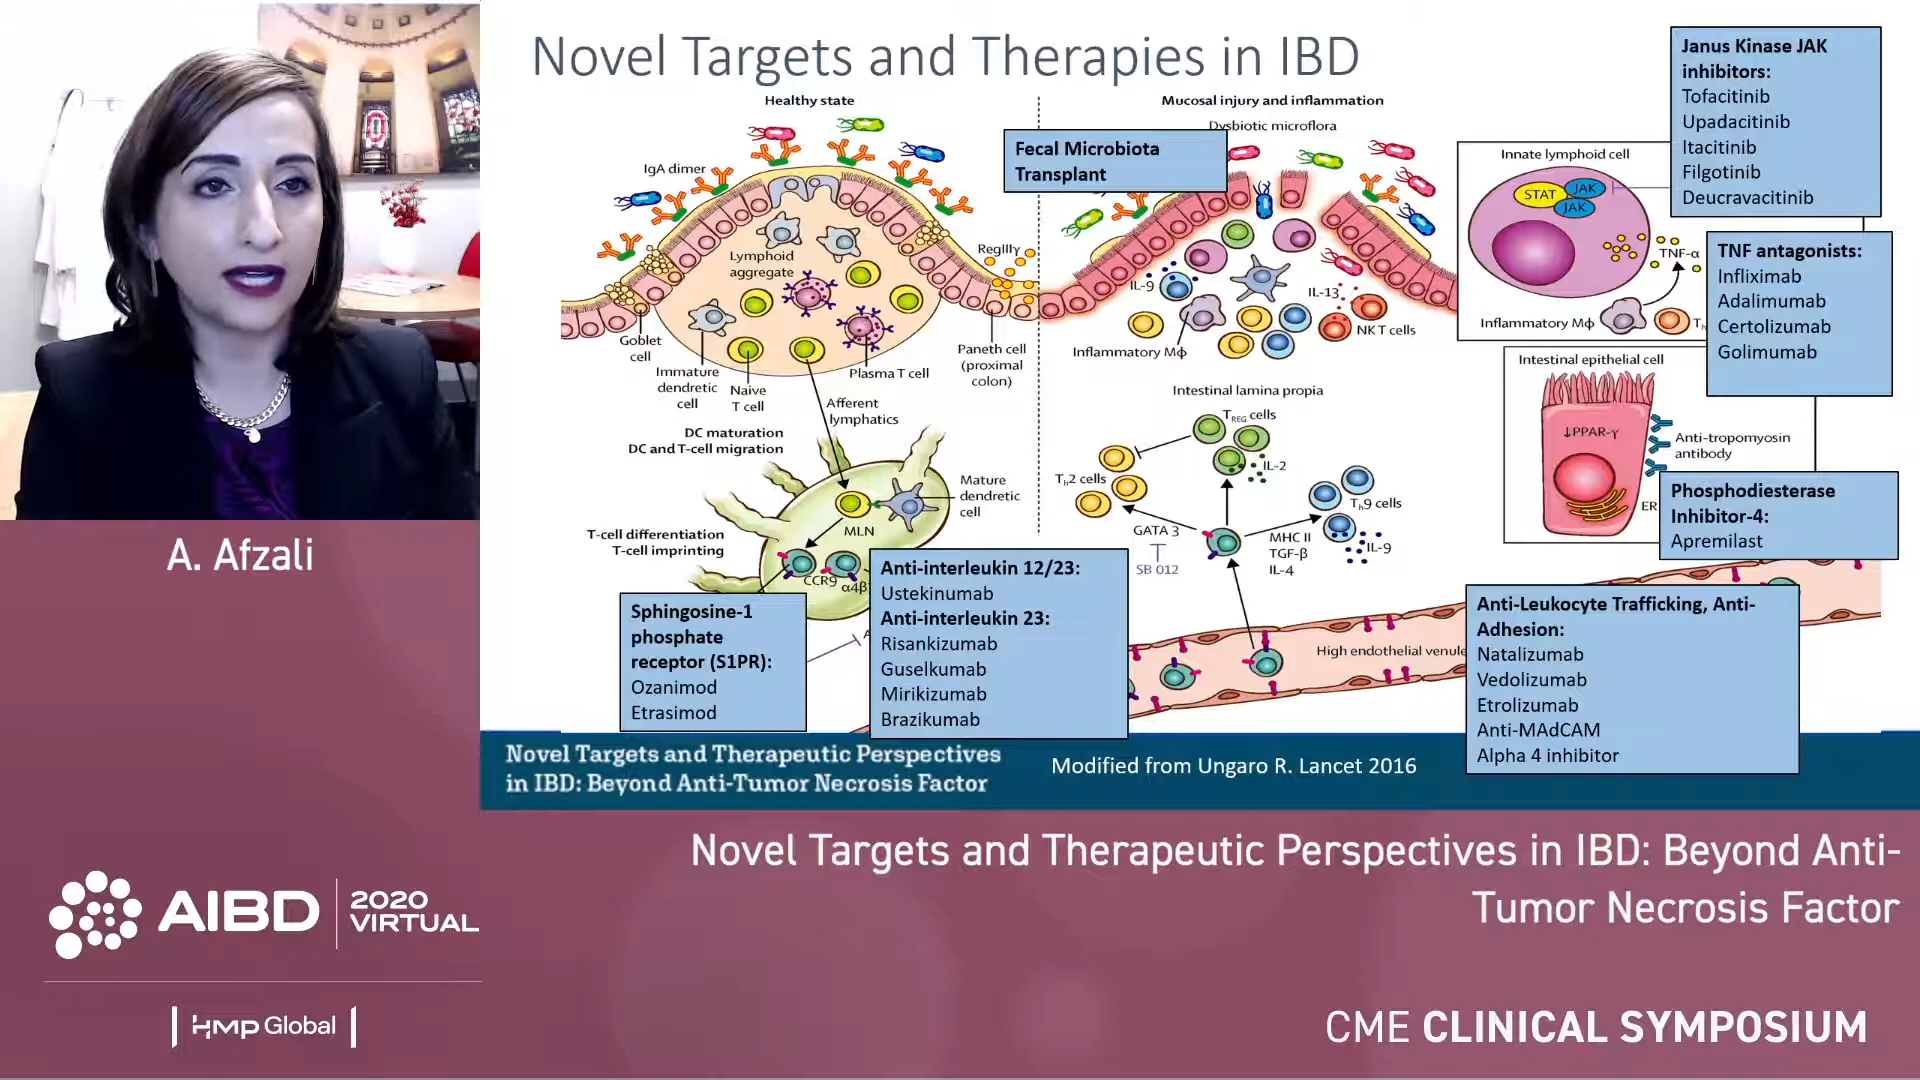 Novel Targets and Therapies in IBD
Healthy state
Mucosal injury and inflammation
Dysbiotic microflora
Fecal Microbiota
Transplant
IgA dimer
RegIIIγ
Lymphoid
aggregate
Goblet
cell
Immature
dendritic
cell
Naive
T cell
Plasma T cell
Paneth cell
(proximal
colon)
Afferent
lymphatics
DC maturation
DC and T-cell migration
Mature
dendritic
cell
MLN
T-cell differentiation
T-cell imprinting
CCR9
α4β
IL-9
IL-13
NKT cells
Inflammatory Mϕ
Intestinal lamina propia
TREG cells
IL-2
Th2 cells
Th9 cells
GATA 3
SB 012
MHC II
TGF-β
IL-4
IL-9
High endothelial venule
Innate lymphoid cell
STAT
JAK
JAK
TNF-α
Inflammatory Mϕ
Intestinal epithelial cell
↓PPAR-γ
Anti-tropomyosin
antibody
ER
Janus Kinase JAK
inhibitors:
Tofacitinib
Upadacitinib
Itacitinib
Filgotinib
Deucravacitinib
TNF antagonists:
Infliximab
Adalimumab
Certolizumab
Golimumab
Phosphodiesterase
Inhibitor-4:
Apremilast
Sphingosine-1
phosphate
receptor (S1PR):
Ozanimod
Etrasimod
Anti-interleukin 12/23:
Ustekinumab
Anti-interleukin 23:
Risankizumab
Guselkumab
Mirikizumab
Brazikumab
Anti-Leukocyte Trafficking, Anti-
Adhesion:
Natalizumab
Vedolizumab
Etrolizumab
Anti-MAdCAM
Alpha 4 inhibitor
Novel Targets and Therapeutic Perspectives
in IBD: Beyond Anti-Tumor Necrosis Factor
Modified from Ungaro R. Lancet 2016
A. Afzali
Novel Targets and Therapeutic Perspectives in IBD: Beyond Anti-
Tumor Necrosis Factor
AIBD
2020
VIRTUAL
HMP Global
CME CLINICAL SYMPOSIUM